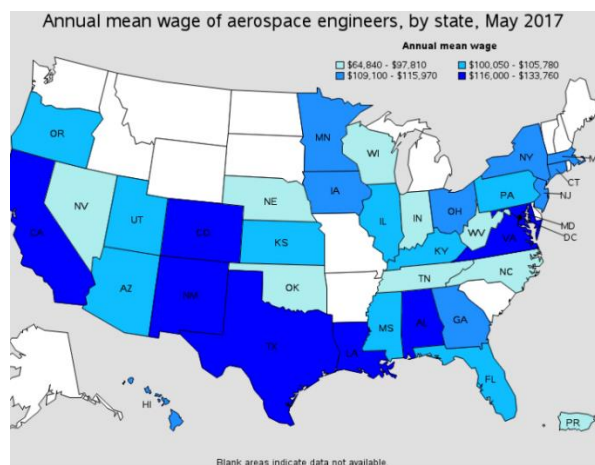 Annual mean wage of aerospace engineers, by state, May 2017
Annual mean wage
$64,840 - $97,810
$100,050 - $105,780
$109,100 - $115,970
$116,000 - $133,760
OR
MN
WI
NY
CT
NJ
PA
IA
NE
NV
UT
CO
CA
KS
IL
IN
OH
WV
VA
MD
DC
KY
AZ
NM
OK
TN
NC
TX
LA
MS
AL
GA
FL
HI
PR
Blank areas indicate data not available.